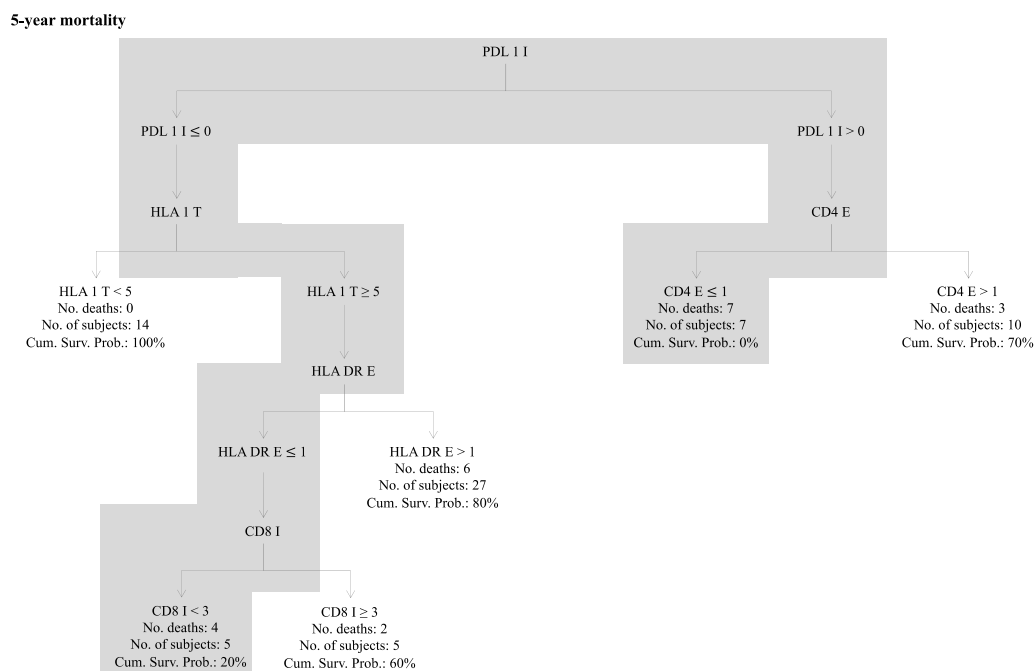 5-year mortality
PDL 1 I
PDL 1 I ≤ 0
PDL 1 I > 0
HLA 1 T
CD4 E
HLA 1 T < 5
No. deaths: 0
No. of subjects: 14
Cum. Surv. Prob.: 100%
HLA 1 T ≥ 5
CD4 E ≤ 1
No. deaths: 7
No. of subjects: 7
Cum. Surv. Prob.: 0%
CD4 E > 1
No. deaths: 3
No. of subjects: 10
Cum. Surv. Prob.: 70%
HLA DR E
HLA DR E ≤ 1
HLA DR E > 1
No. deaths: 6
No. of subjects: 27
Cum. Surv. Prob.: 80%
CD8 I
CD8 I < 3
No. deaths: 4
No. of subjects: 5
Cum. Surv. Prob.: 20%
CD8 I ≥ 3
No. deaths: 2
No. of subjects: 5
Cum. Surv. Prob.: 60%